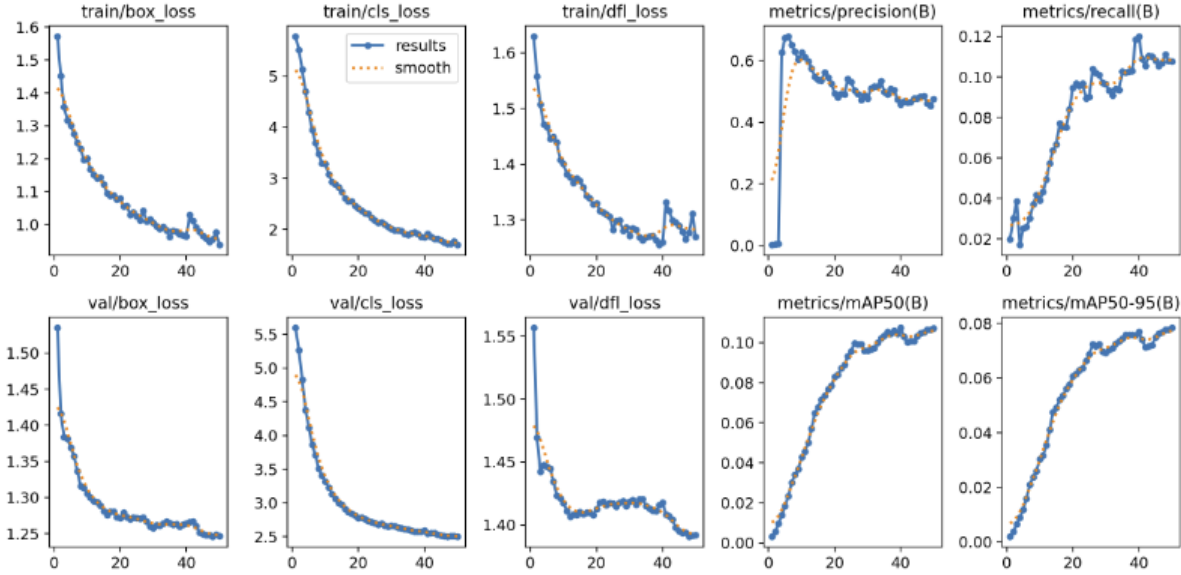 train/box_loss
train/cls_loss
train/dfl_loss
metrics/precision(B)
metrics/recall(B)
1.6
1.5
1.4
1.3
1.2
1.1
1.0
0 20 40
5
4
3
2
results
smooth
0 20 40
1.6
1.5
1.4
1.3
0 20 40
0.6
0.4
0.2
0.0
0 20 40
0.12
0.10
0.08
0.06
0.04
0.02
0 20 40
val/box_loss
val/cls_loss
val/dfl_loss
metrics/mAP50(B)
metrics/mAP50-95(B)
1.50
1.45
1.40
1.35
1.30
1.25
0 20 40
5.5
5.0
4.5
4.0
3.5
3.0
2.5
0 20 40
1.55
1.50
1.45
1.40
0 20 40
0.10
0.08
0.06
0.04
0.02
0.00
0 20 40
0.08
0.06
0.04
0.02
0.00
0 20 40